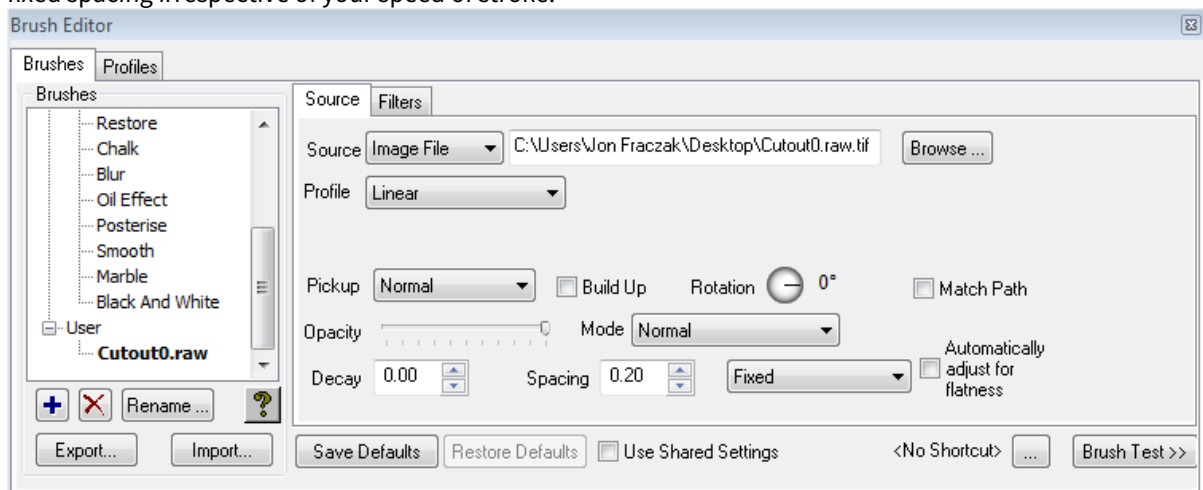 fixed spacing irrespective of your speed of stroke.
Brush Editor
Brushes Profiles
Brushes
Restore
Chalk
Blur
Oil Effect
Posterise
Smooth
Marble
Black And White
User
Cutout0.raw
Rename ...
Export... Import...
Source Filters
Source Image File C:\Users\Jon Fraczak\Desktop\Cutout0.raw.tif Browse ...
Profile Linear
Pickup Normal Build Up Rotation 0° Match Path
Opacity Mode Normal
Decay 0.00 Spacing 0.20 Fixed
Automatically
adjust for
flatness
Save Defaults Restore Defaults Use Shared Settings <No Shortcut> ... Brush Test >>